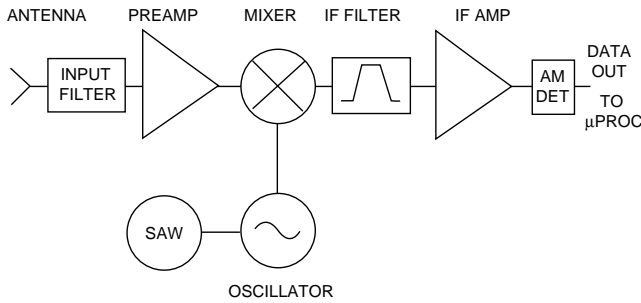 ANTENNA
PREAMP
MIXER
IF FILTER
IF AMP
INPUT
FILTER
AM
DET
DATA
OUT
TO
μPROC
SAW
OSCILLATOR